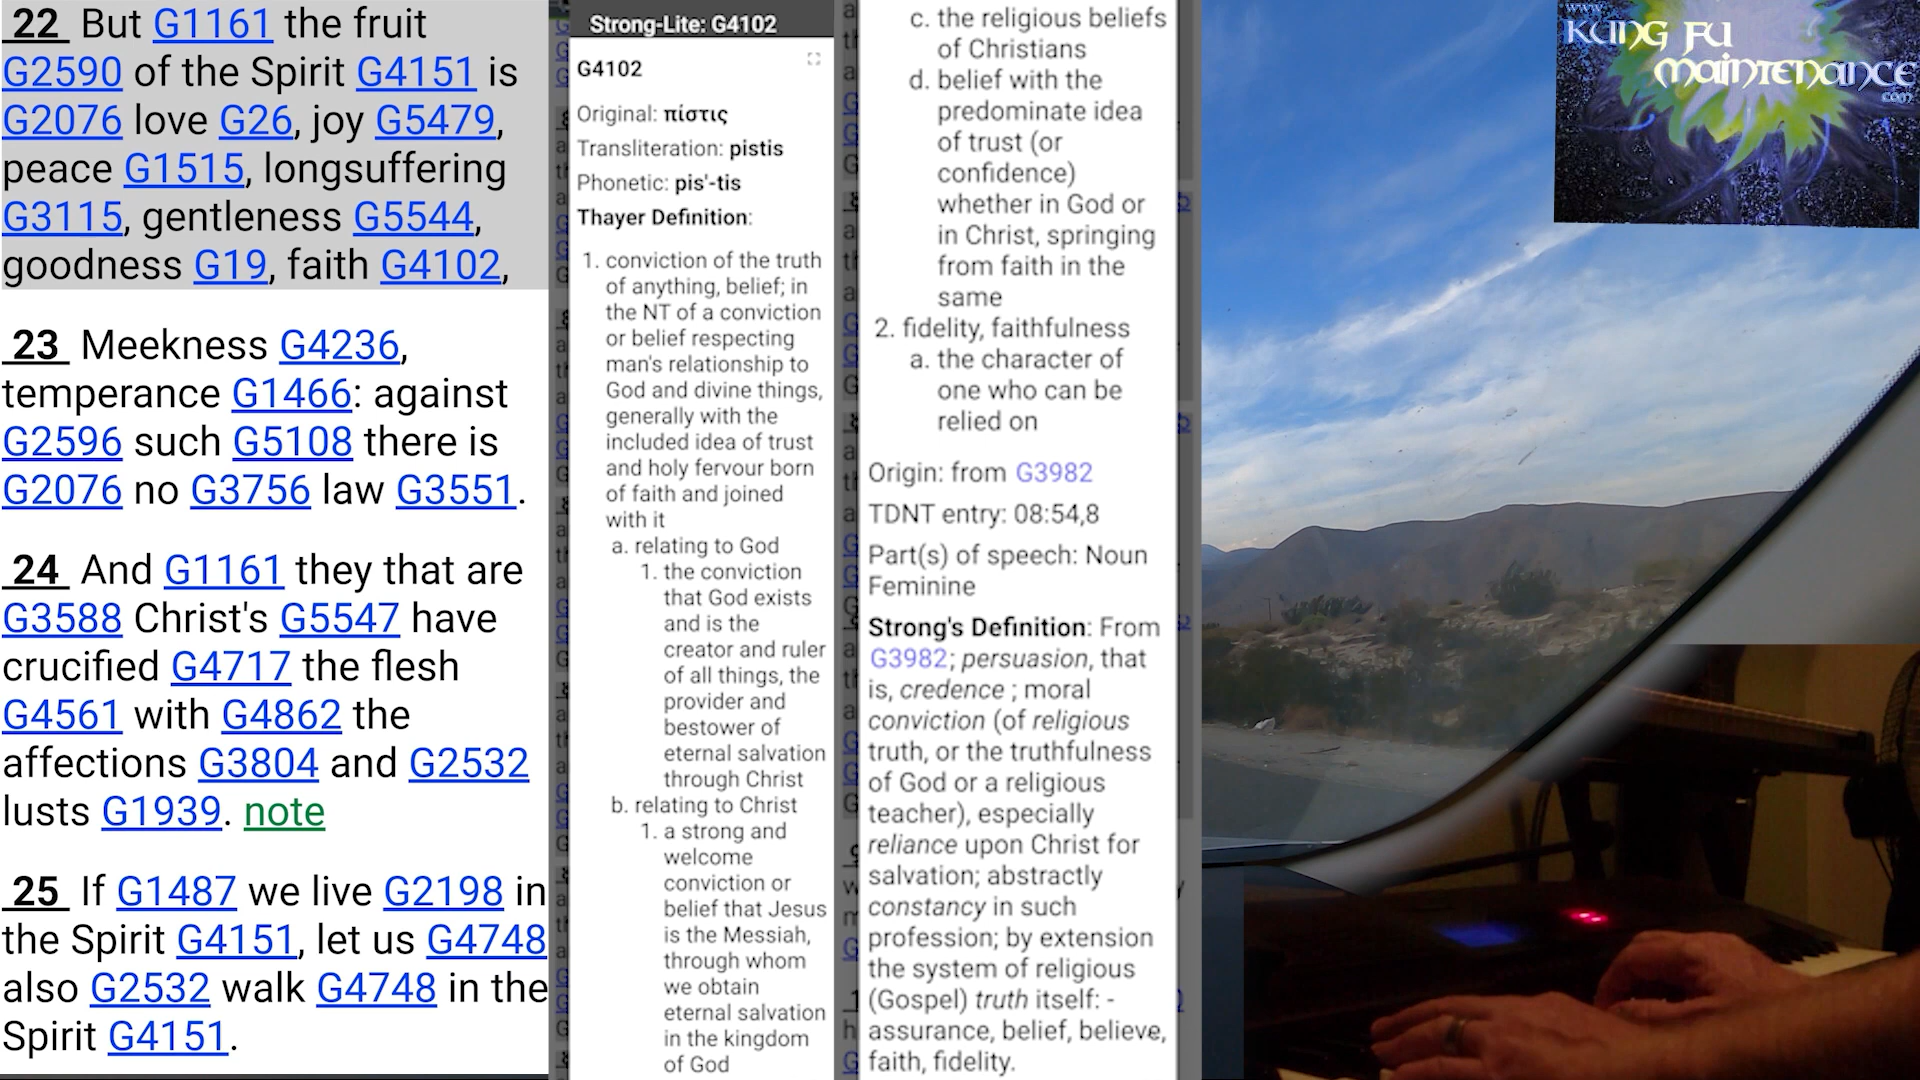 22 But G1161 the fruit
G2590 of the Spirit G4151 is
G2076 love G26, joy G5479,
peace G1515, longsuffering
G3115, gentleness G5544,
goodness G19, faith G4102,
23 Meekness G4236,
temperance G1466: against
G2596 such G5108 there is
G2076 no G3756 law G3551.
24 And G1161 they that are
G3588 Christ's G5547 have
crucified G4717 the flesh
G4561 with G4862 the
affections G3804 and G2532
lusts G1939. note
25 If G1487 we live G2198 in
the Spirit G4151, let us G4748
also G2532 walk G4748 in the
Spirit G4151.
Strong-Lite: G4102
G4102
Original: πίστις
Transliteration: pistis
Phonetic: pis'-tis
Thayer Definition:
1. conviction of the truth
of anything, belief; in
the NT of a conviction
or belief respecting
man's relationship to
God and divine things,
generally with the
included idea of trust
and holy fervour born
of faith and joined
with it
a. relating to God
1. the conviction
that God exists
and is the
creator and ruler
of all things, the
provider and
bestower of
eternal salvation
through Christ
b. relating to Christ
1. a strong and
welcome
conviction or
belief that Jesus
is the Messiah,
through whom
we obtain
eternal salvation
in the kingdom
of God
c. the religious beliefs
of Christians
d. belief with the
predominate idea
of trust (or
confidence)
whether in God or
in Christ, springing
from faith in the
same
2. fidelity, faithfulness
a. the character of
one who can be
relied on
Origin: from G3982
TDNT entry: 08:54,8
Part(s) of speech: Noun
Feminine
Strong's Definition: From
G3982; persuasion, that
is, credence ; moral
conviction (of religious
truth, or the truthfulness
of God or a religious
teacher), especially
reliance upon Christ for
salvation; abstractly
constancy in such
profession; by extension
the system of religious
(Gospel) truth itself: -
assurance, belief, believe,
faith, fidelity.
www
KUNG FU
MAINTENANCE
.com